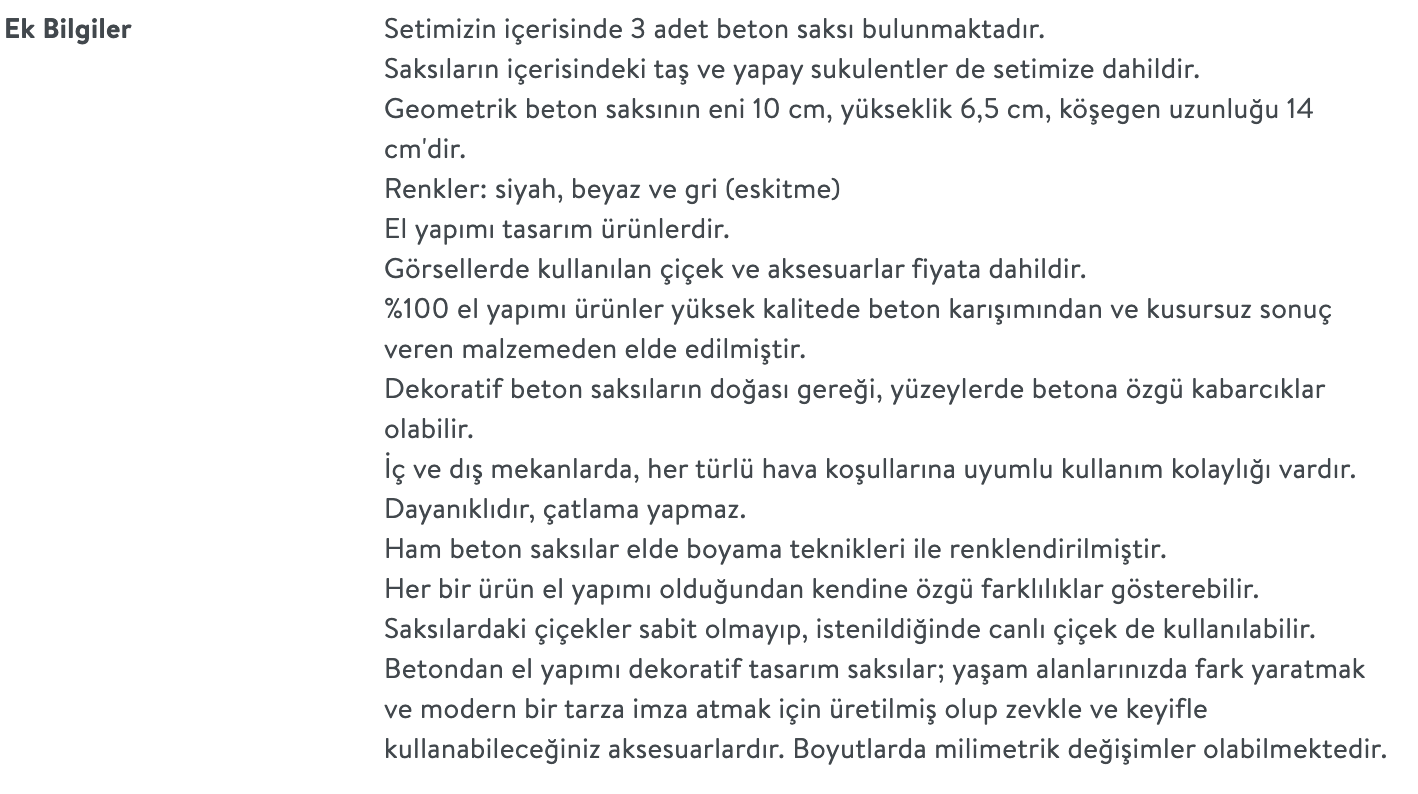 Ek Bilgiler
Setimizin içerisinde 3 adet beton saksı bulunmaktadır.
Saksıların içerisindeki taş ve yapay sukulentler de setimize dahildir.
Geometrik beton saksının eni 10 cm, yükseklik 6,5 cm, köşegen uzunluğu 14
cm'dir.
Renkler: siyah, beyaz ve gri (eskitme)
El yapımı tasarım ürünlerdir.
Görsellerde kullanılan çiçek ve aksesuarlar fiyata dahildir.
%100 el yapımı ürünler yüksek kalitede beton karışımından ve kusursuz sonuç
veren malzemeden elde edilmiştir.
Dekoratif beton saksıların doğası gereği, yüzeylerde betona özgü kabarcıklar
olabilir.
İç ve dış mekanlarda, her türlü hava koşullarına uyumlu kullanım kolaylığı vardır.
Dayanıklıdır, çatlama yapmaz.
Ham beton saksılar elde boyama teknikleri ile renklendirilmiştir.
Her bir ürün el yapımı olduğundan kendine özgü farklılıklar gösterebilir.
Saksılardaki çiçekler sabit olmayıp, istenildiğinde canlı çiçek de kullanılabilir.
Betondan el yapımı dekoratif tasarım saksılar; yaşam alanlarınızda fark yaratmak
ve modern bir tarza imza atmak için üretilmiş olup zevkle ve keyifle
kullanabileceğiniz aksesuarlardır. Boyutlarda milimetrik değişimler olabilmektedir.